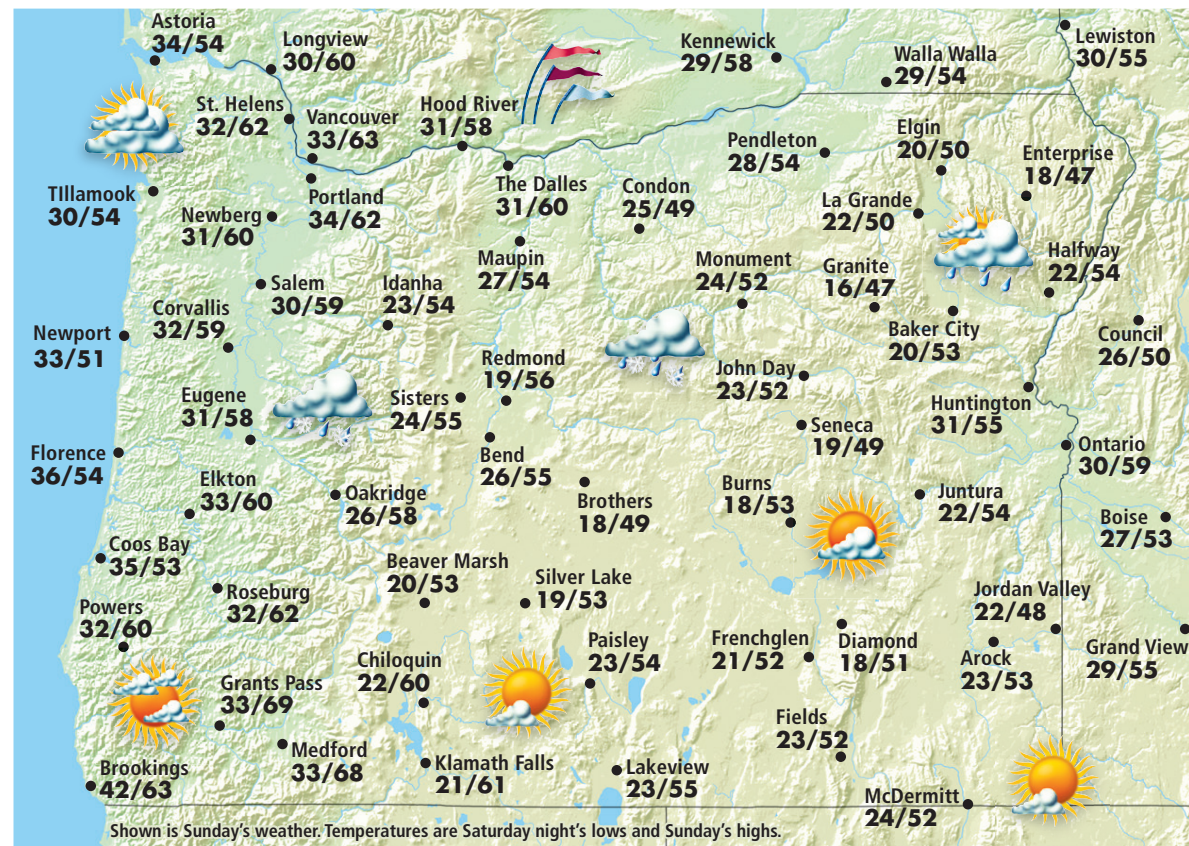 Astoria
34/54
Longview
30/60
Kennewick
29/58
Walla Walla
29/54
Lewiston
30/55
St. Helens
32/62
Vancouver
33/63
Hood River
31/58
Pendleton
28/54
Elgin
20/50
Enterprise
18/47
TIllamook
30/54
Newberg
31/60
Portland
34/62
The Dalles
31/60
Condon
25/49
La Grande
22/50
Maupin
27/54
Monument
24/52
Granite
16/47
Halfway
22/54
Salem
30/59
Idanha
23/54
Corvallis
32/59
Newport
33/51
Baker City
20/53
Council
26/50
Redmond
19/56
John Day
23/52
Eugene
31/58
Sisters
24/55
Huntington
31/55
Seneca
19/49
Ontario
30/59
Florence
36/54
Bend
26/55
Elkton
33/60
Oakridge
26/58
Brothers
18/49
Burns
18/53
Juntura
22/54
Boise
27/53
Coos Bay
35/53
Beaver Marsh
20/53
Silver Lake
19/53
Roseburg
32/62
Jordan Valley
22/48
Powers
32/60
Paisley
23/54
Frenchglen
21/52
Diamond
18/51
Arock
23/53
Grand View
29/55
Chiloquin
22/60
Grants Pass
33/69
Fields
23/52
Medford
33/68
Klamath Falls
21/61
Lakeview
23/55
Brookings
42/63
McDermitt
24/52
Shown is Sunday's weather. Temperatures are Saturday night's lows and Sunday's highs.